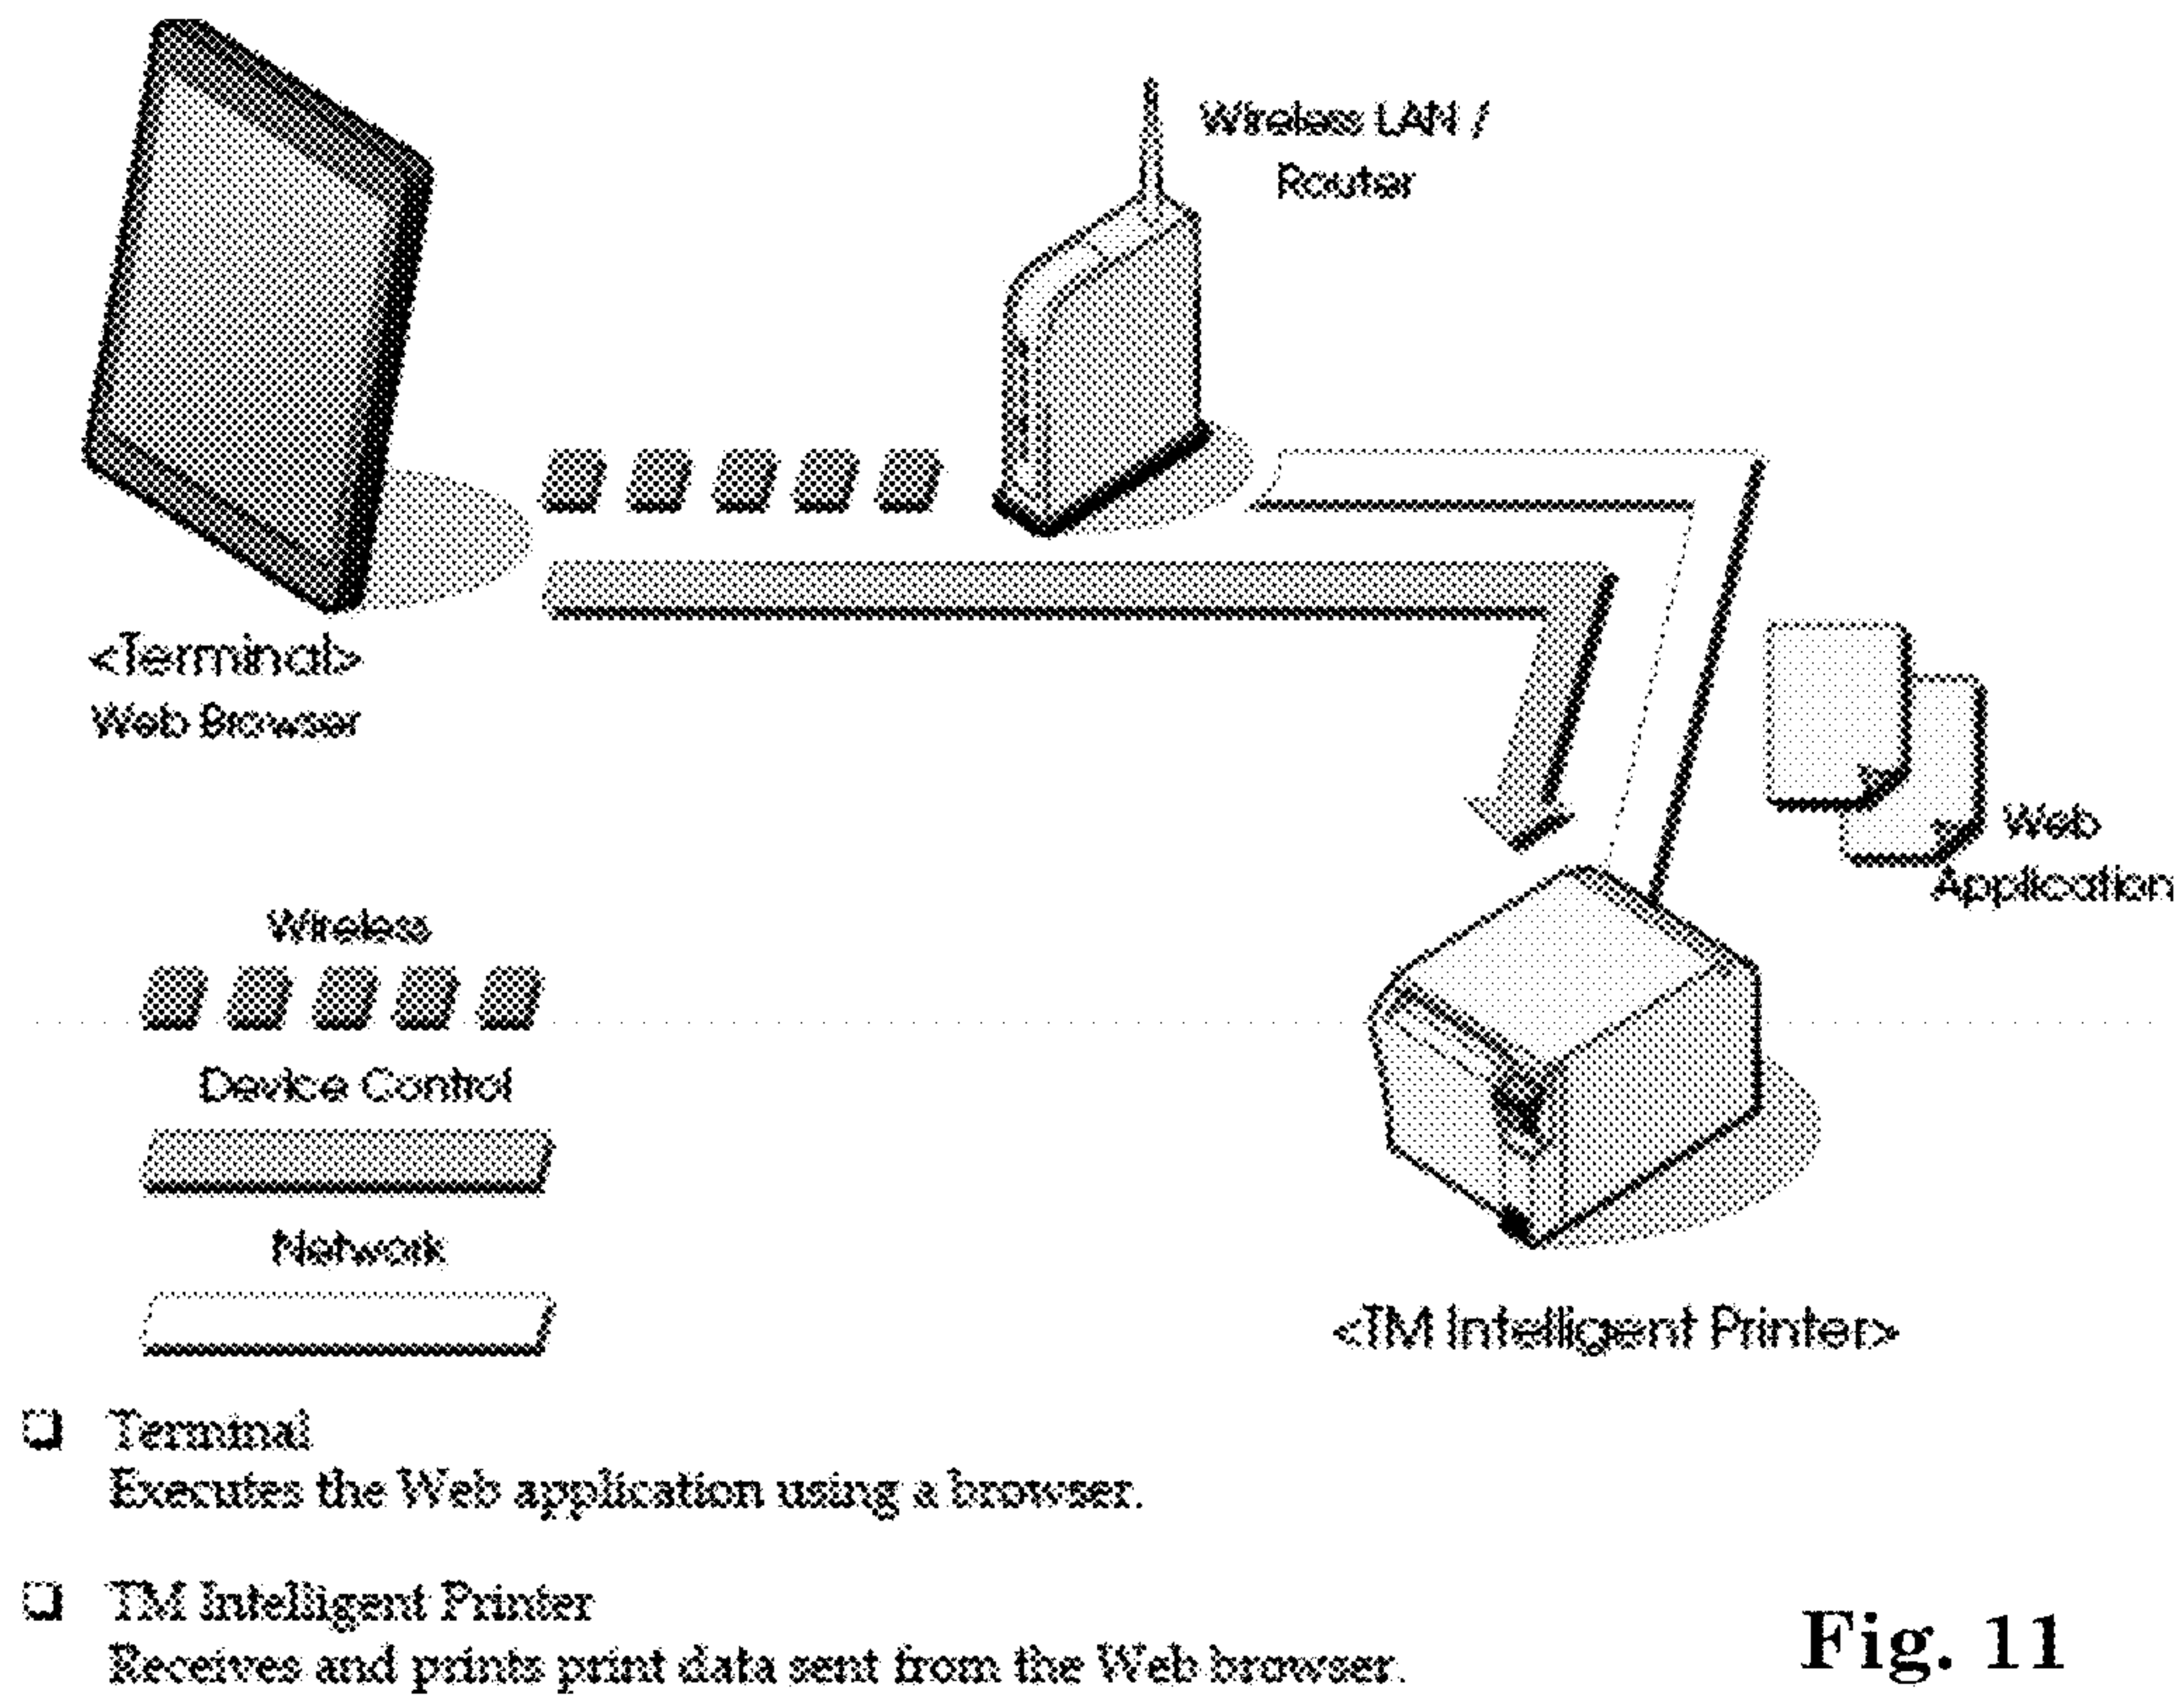 Wireless LAN /
Router
<Terminal>
Web Browser
Web
Application
Wireless
Device Control
Network
<TM Intelligent Printer>
❏ Terminal
Executes the Web application using a browser.
❏ TM Intelligent Printer
Receives and prints print data sent from the Web browser.
Fig. 11